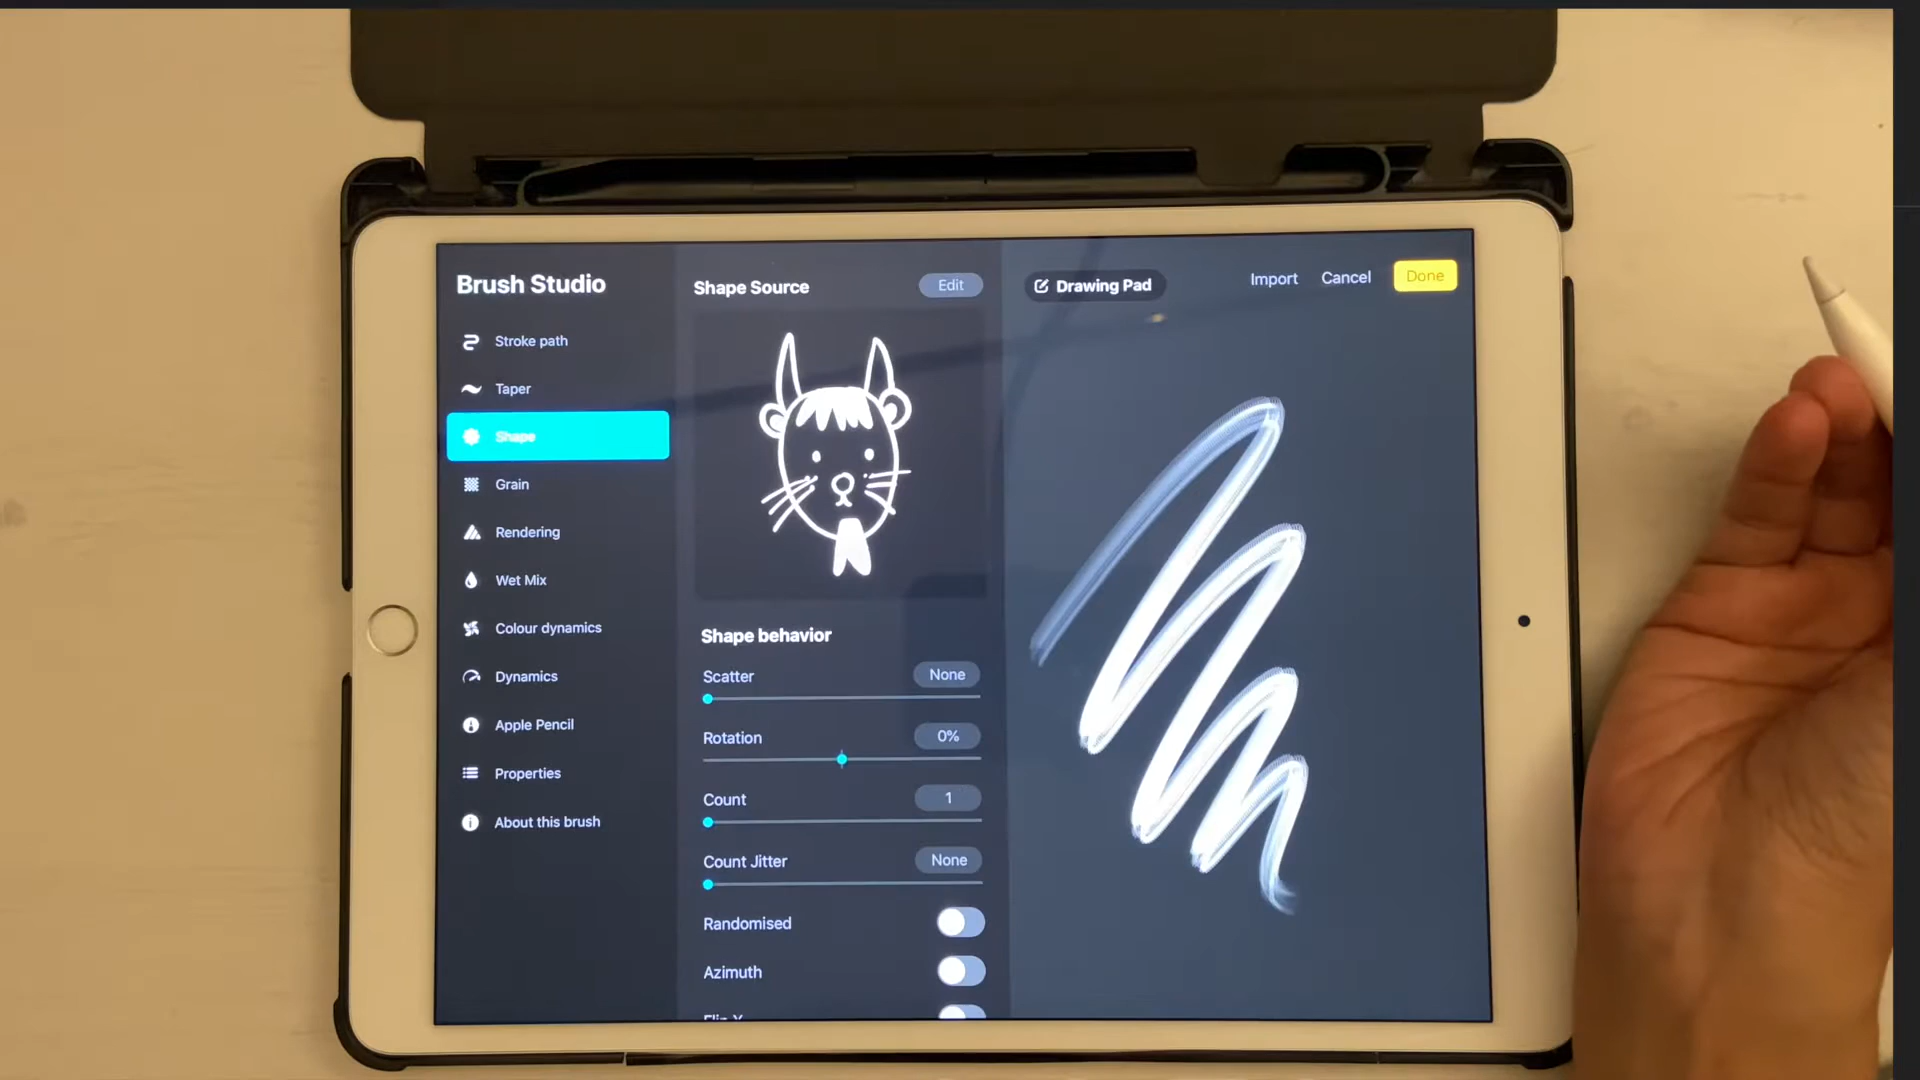 Brush Studio
Stroke path
Taper
Shape
Grain
Rendering
Wet Mix
Colour dynamics
Dynamics
Apple Pencil
Properties
About this brush
Shape Source
Edit
Shape behavior
Scatter
None
Rotation
0%
Count
1
Count Jitter
None
Randomised
Azimuth
Drawing Pad
Import
Cancel
Done